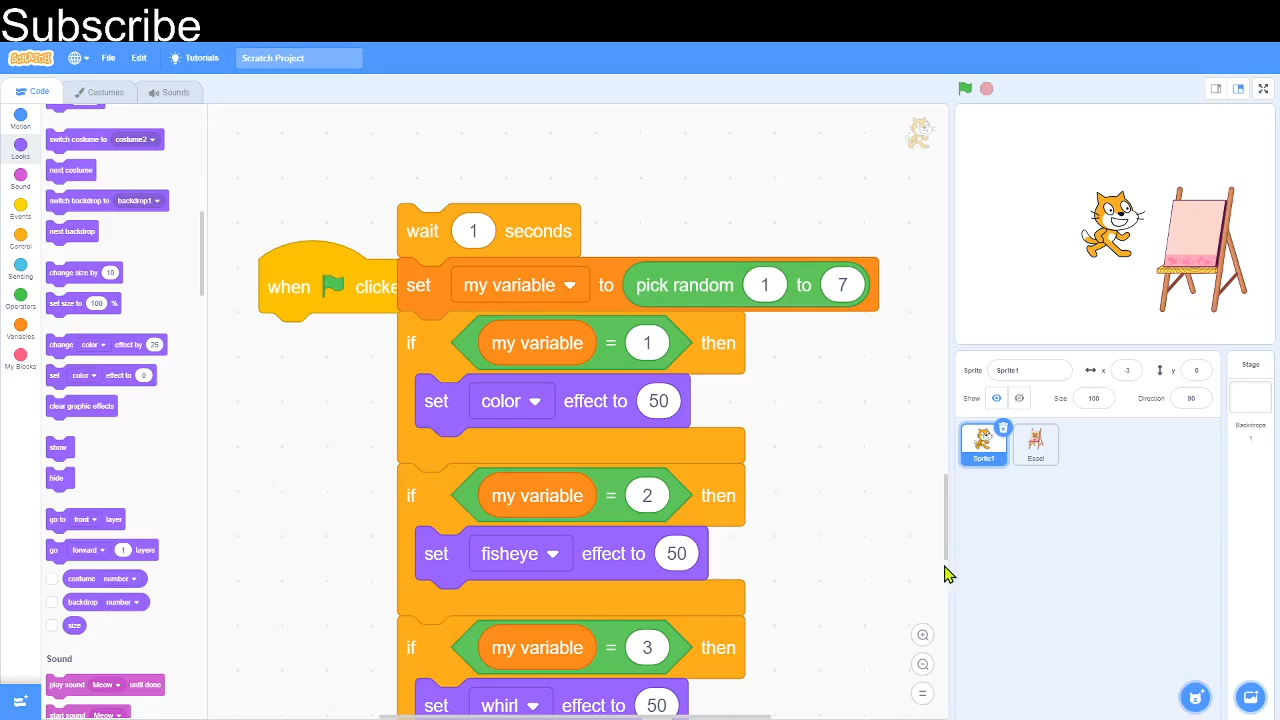 Subscribe
SCRATCH
File
Edit
Tutorials
Scratch Project
Code
Costumes
Sounds
Motion
Looks
Sound
Events
Control
Sensing
Operators
Variables
My Blocks
switch costume to costume2
next costume
switch backdrop to backdrop1
next backdrop
change size by 10
set size to 100 %
change color effect by 25
set color effect to 0
clear graphic effects
show
hide
go to front layer
go forward 1 layers
costume number
backdrop number
size
Sound
play sound Meow until done
start sound Meow
wait 1 seconds
when clicke
set my variable to pick random 1 to 7
if my variable = 1 then
set color effect to 50
if my variable = 2 then
set fisheye effect to 50
if my variable = 3 then
set whirl effect to 50
Sprite Sprite1 x -3 y 0
Show Size 100 Direction 90
Sprite1
Easel
Stage
Backdrops
1